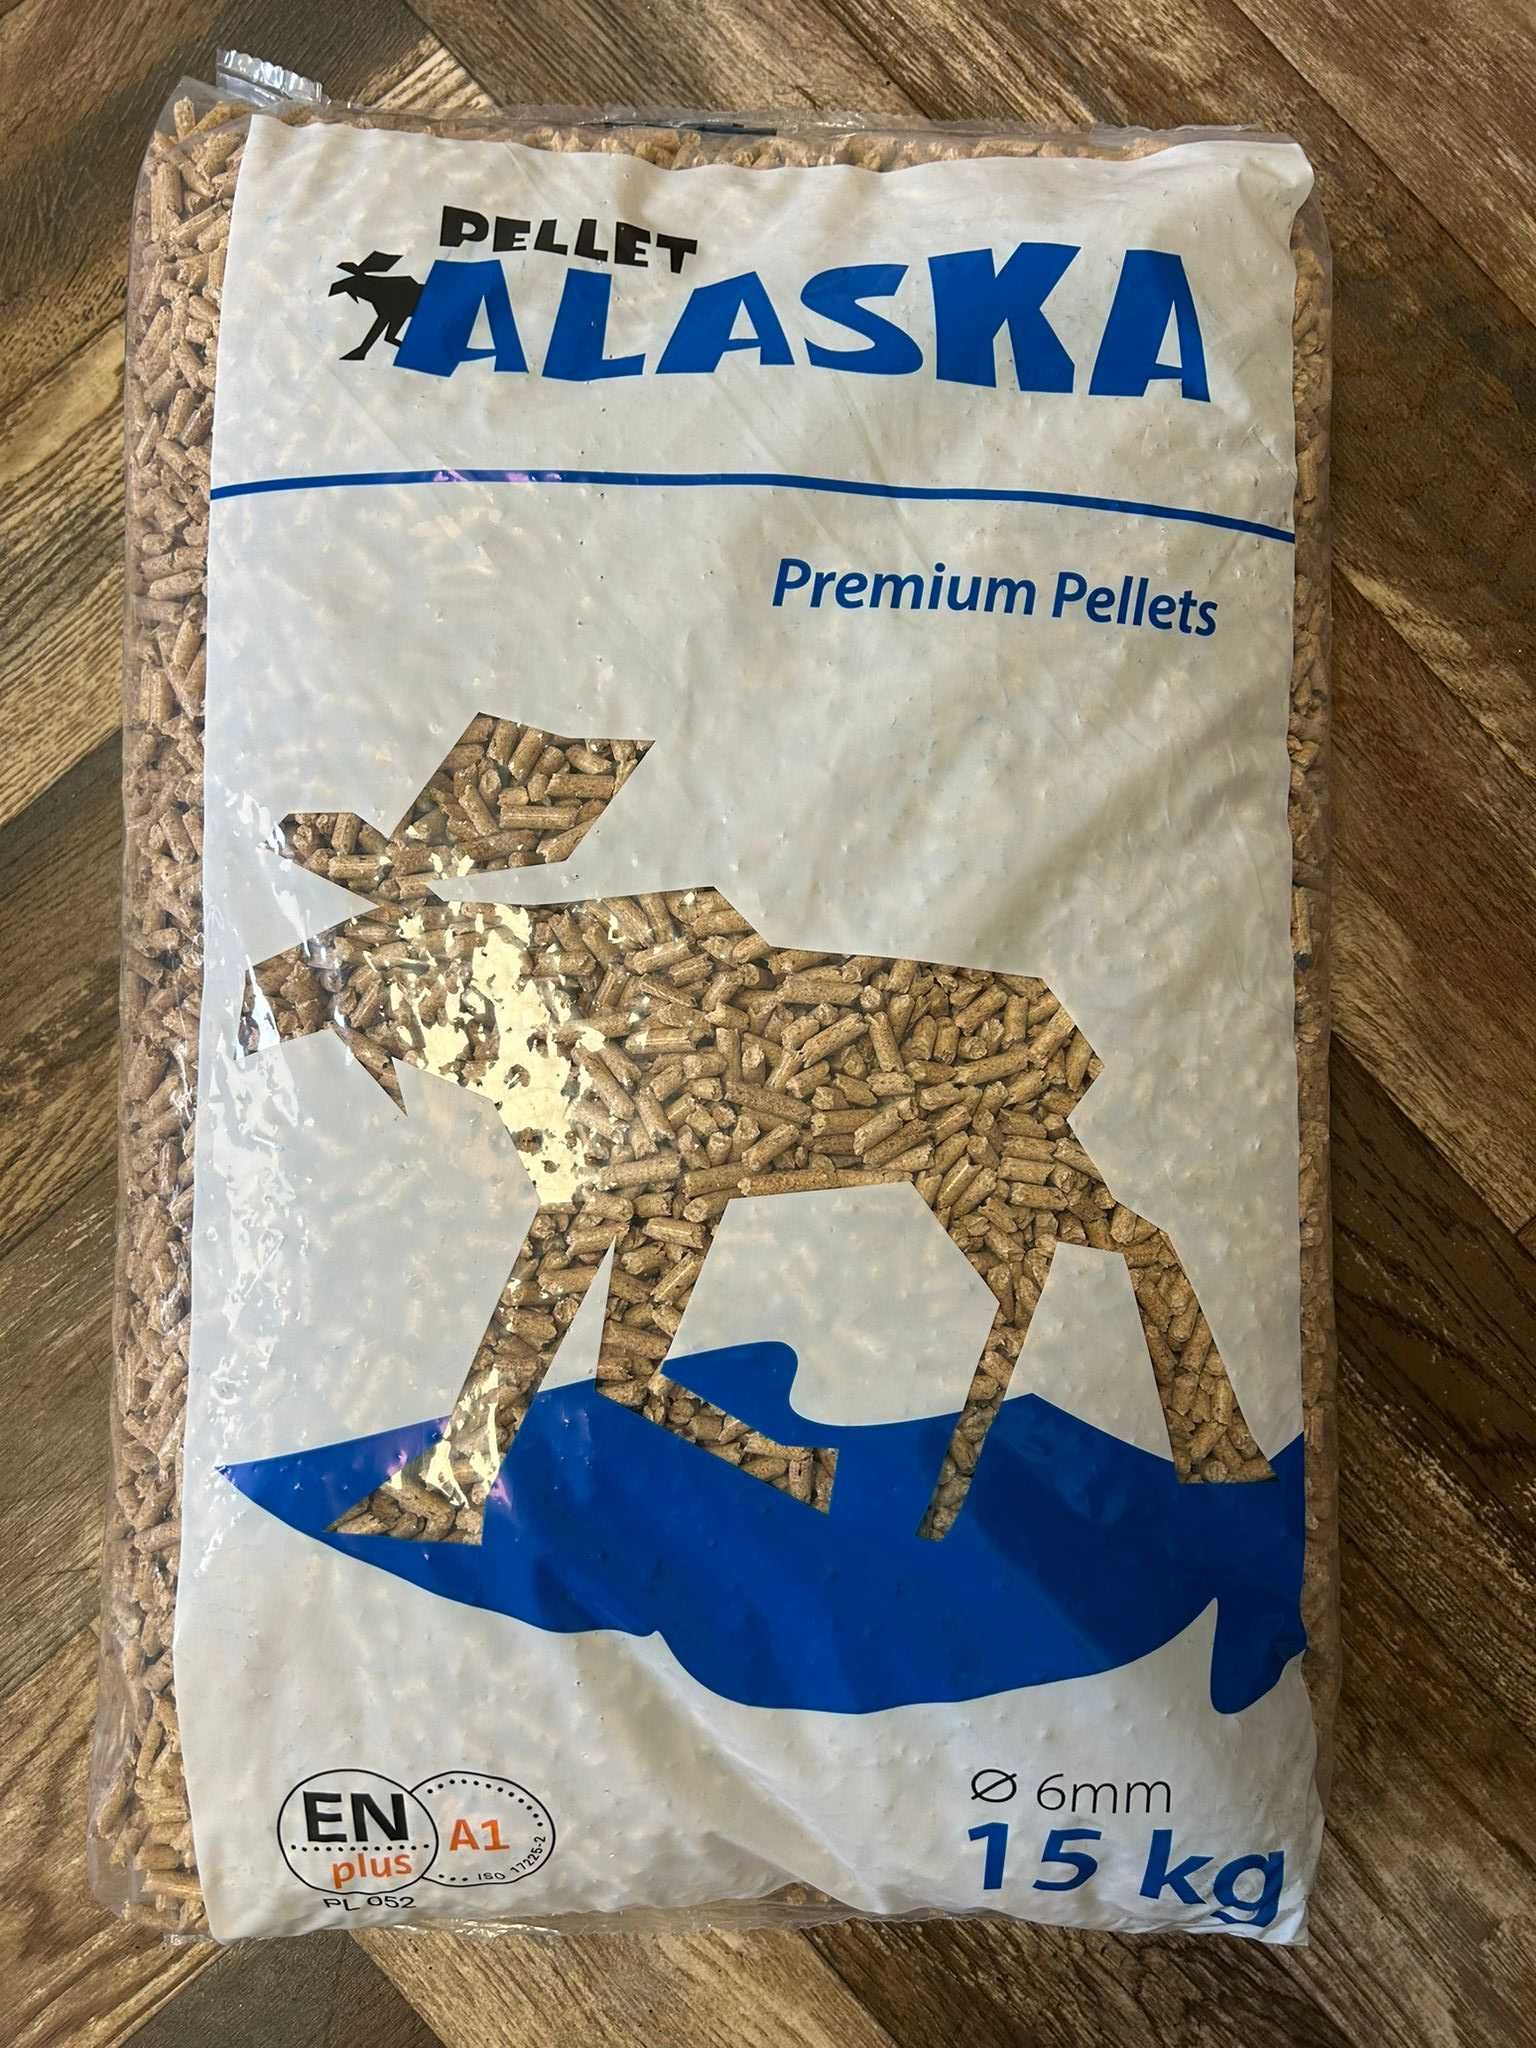 PELLET
ALASKA
Premium Pellets
EN
plus
A1
ISO 17225-2
PL 052
Ø 6mm
15 kg